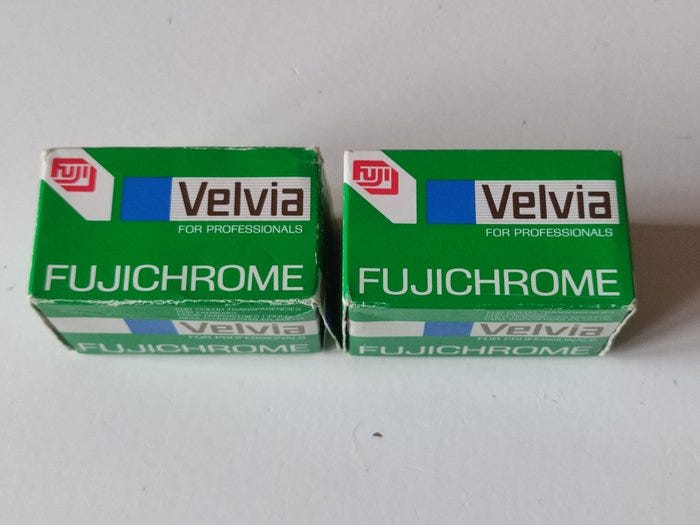 FUJI
Velvia
FOR PROFESSIONALS
FUJICHROME
FOR COLOR TRANSPARENCIES
Velvia
FOR PROFESSIONALS
FUJICHROME
FUJI
Velvia
FOR PROFESSIONALS
FUJICHROME
Velvia
FOR PROFESSIONALS
FUJICHROME